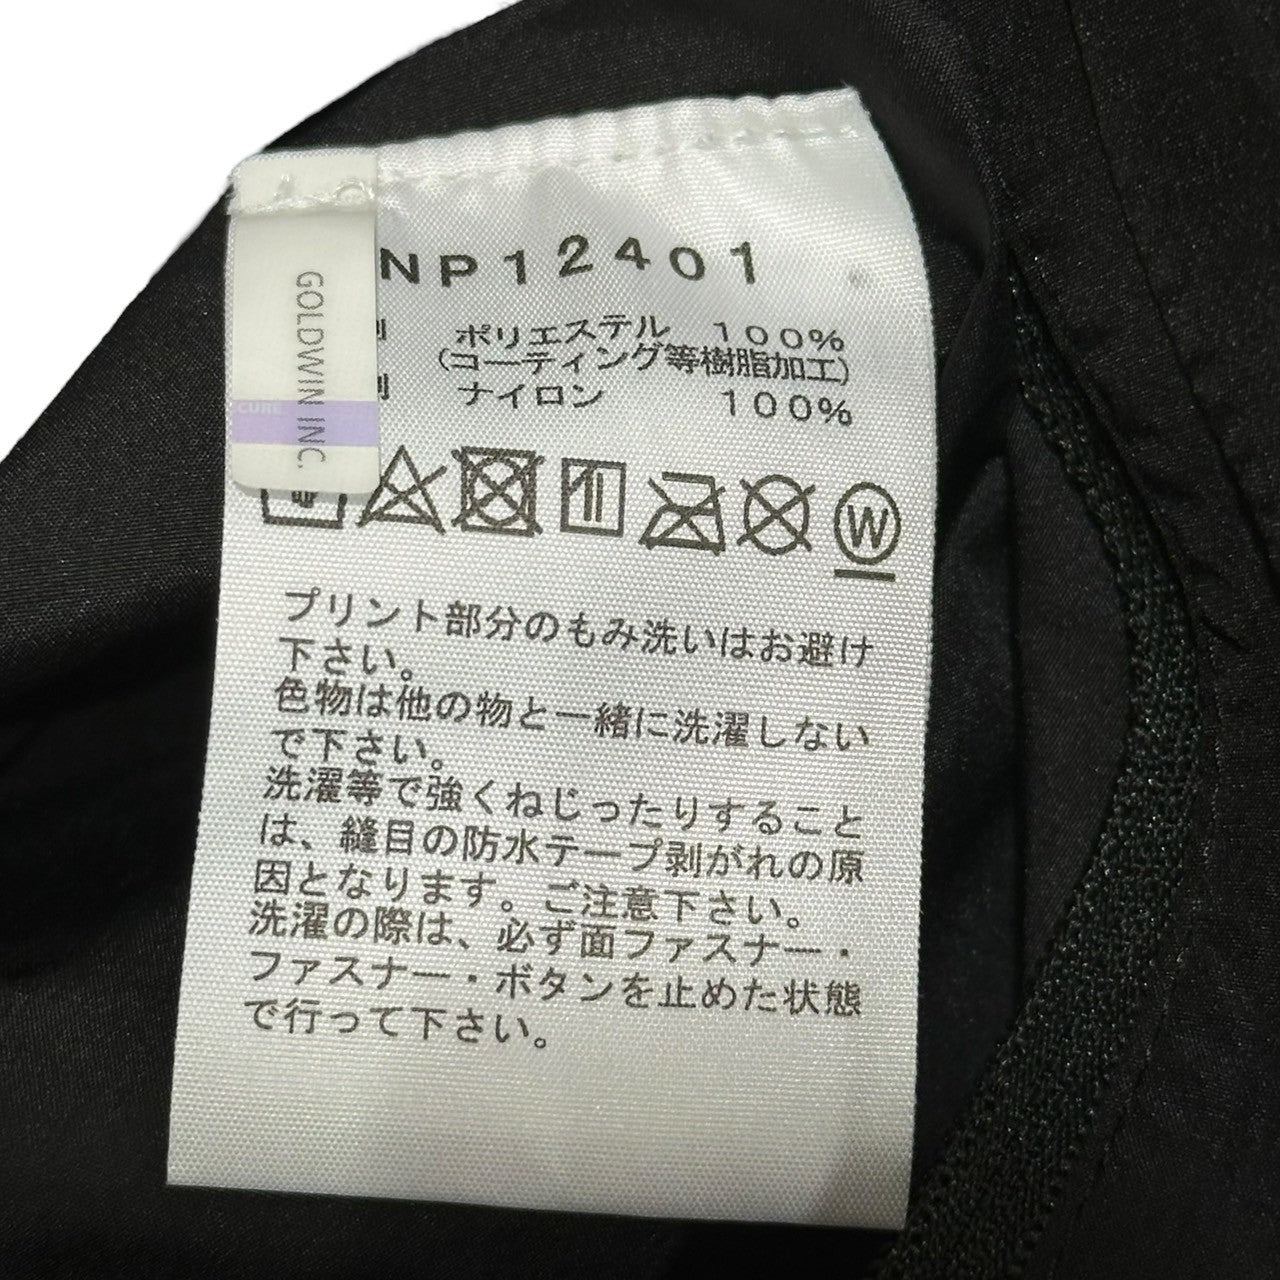 NP12401
ポリエステル 100%
(コーティング等樹脂加工)
ナイロン 100%
GOLDWIN INC.
CURE
W
プリント部分のもみ洗いはお避け
下さい。
色物は他の物と一緒に洗濯しない
で下さい。
洗濯等で強くねじったりすること
は、縫目の防水テープ剥がれの原
因となります。ご注意下さい。
洗濯の際は、必ず面ファスナー・
ファスナー・ボタンを止めた状態
で行って下さい。